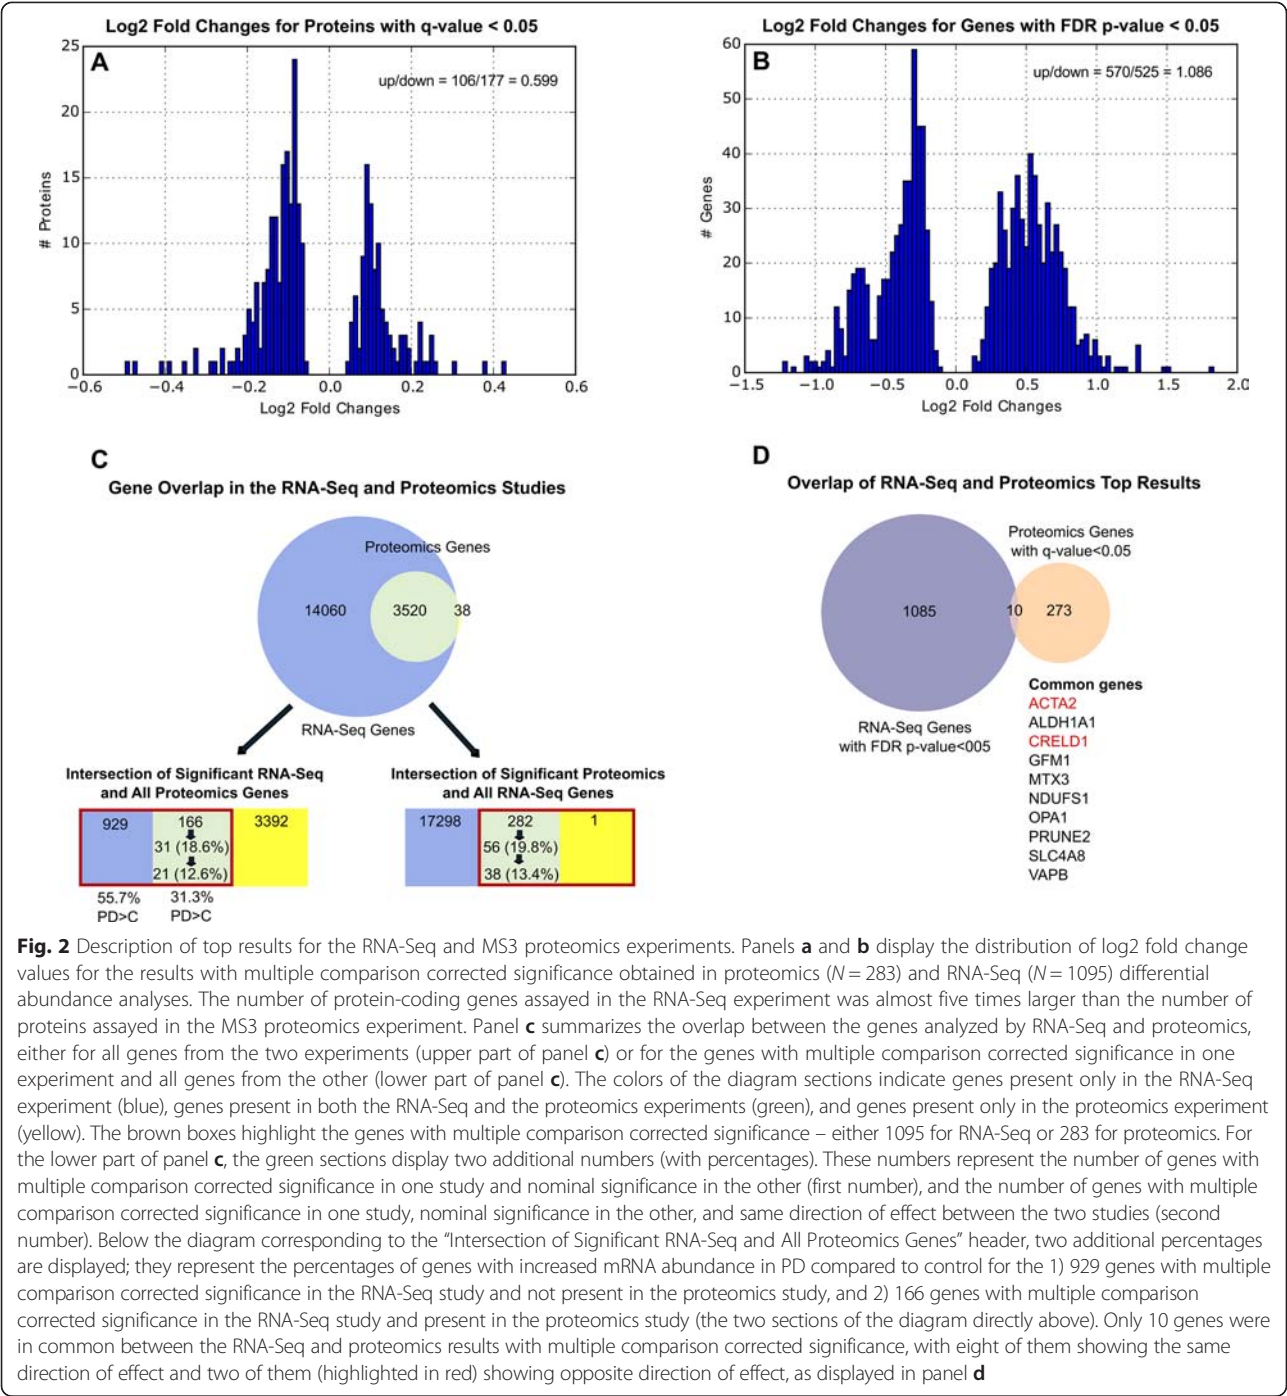 Log2 Fold Changes for Proteins with q-value < 0.05
A
up/down = 106/177 = 0.599
25
20
15
10
5
0
# Proteins
−0.6 −0.4 −0.2 0.0 0.2 0.4 0.6
Log2 Fold Changes
Log2 Fold Changes for Genes with FDR p-value < 0.05
B
up/down = 570/525 = 1.086
60
50
40
30
20
10
0
# Genes
−1.5 −1.0 −0.5 0.0 0.5 1.0 1.5 2.0
Log2 Fold Changes
C
Gene Overlap in the RNA-Seq and Proteomics Studies
Proteomics Genes
14060 3520 38
RNA-Seq Genes
Intersection of Significant RNA-Seq
and All Proteomics Genes
929 166 3392
31 (18.6%)
21 (12.6%)
55.7% 31.3%
PD>C PD>C
Intersection of Significant Proteomics
and All RNA-Seq Genes
17298 282 1
56 (19.8%)
38 (13.4%)
D
Overlap of RNA-Seq and Proteomics Top Results
Proteomics Genes
with q-value<0.05
1085 10 273
RNA-Seq Genes
with FDR p-value<005
Common genes
ACTA2
ALDH1A1
CRELD1
GFM1
MTX3
NDUFS1
OPA1
PRUNE2
SLC4A8
VAPB
Fig. 2 Description of top results for the RNA-Seq and MS3 proteomics experiments. Panels a and b display the distribution of log2 fold change
values for the results with multiple comparison corrected significance obtained in proteomics (N = 283) and RNA-Seq (N = 1095) differential
abundance analyses. The number of protein-coding genes assayed in the RNA-Seq experiment was almost five times larger than the number of
proteins assayed in the MS3 proteomics experiment. Panel c summarizes the overlap between the genes analyzed by RNA-Seq and proteomics,
either for all genes from the two experiments (upper part of panel c) or for the genes with multiple comparison corrected significance in one
experiment and all genes from the other (lower part of panel c). The colors of the diagram sections indicate genes present only in the RNA-Seq
experiment (blue), genes present in both the RNA-Seq and the proteomics experiments (green), and genes present only in the proteomics experiment
(yellow). The brown boxes highlight the genes with multiple comparison corrected significance – either 1095 for RNA-Seq or 283 for proteomics. For
the lower part of panel c, the green sections display two additional numbers (with percentages). These numbers represent the number of genes with
multiple comparison corrected significance in one study and nominal significance in the other (first number), and the number of genes with multiple
comparison corrected significance in one study, nominal significance in the other, and same direction of effect between the two studies (second
number). Below the diagram corresponding to the “Intersection of Significant RNA-Seq and All Proteomics Genes” header, two additional percentages
are displayed; they represent the percentages of genes with increased mRNA abundance in PD compared to control for the 1) 929 genes with multiple
comparison corrected significance in the RNA-Seq study and not present in the proteomics study, and 2) 166 genes with multiple comparison
corrected significance in the RNA-Seq study and present in the proteomics study (the two sections of the diagram directly above). Only 10 genes were
in common between the RNA-Seq and proteomics results with multiple comparison corrected significance, with eight of them showing the same
direction of effect and two of them (highlighted in red) showing opposite direction of effect, as displayed in panel d